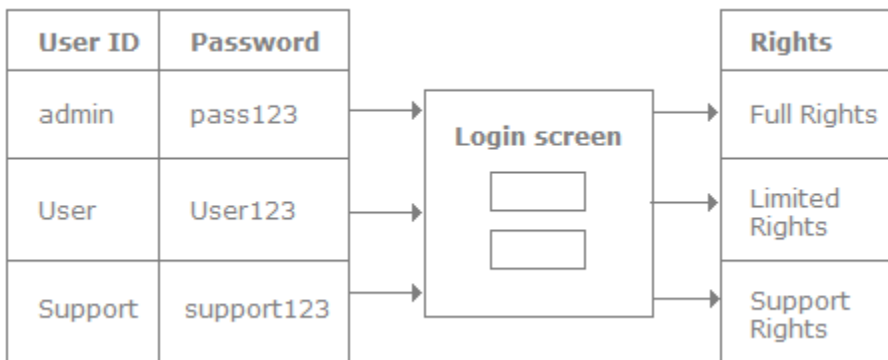 User ID Password Rights
admin pass123 Full Rights
Login screen
User User123 Limited
Rights
Support support123 Support
Rights